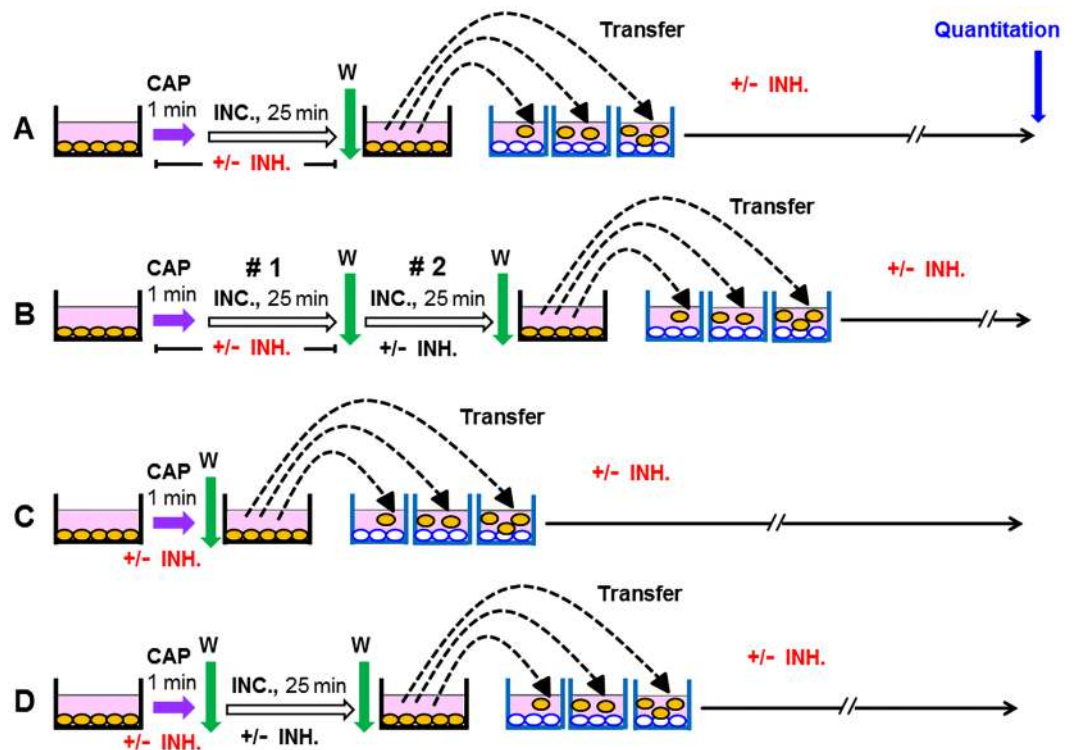 Transfer
Quantitation
CAP
1 min
INC., 25 min
W
+/- INH.
A
+/- INH.
Transfer
CAP
1 min
# 1
INC., 25 min
W
# 2
INC., 25 min
W
+/- INH.
B
+/- INH.
+/- INH.
Transfer
CAP
1 min
W
+/- INH.
C
+/- INH.
Transfer
CAP
1 min
W
INC., 25 min
W
+/- INH.
D
+/- INH.
+/- INH.